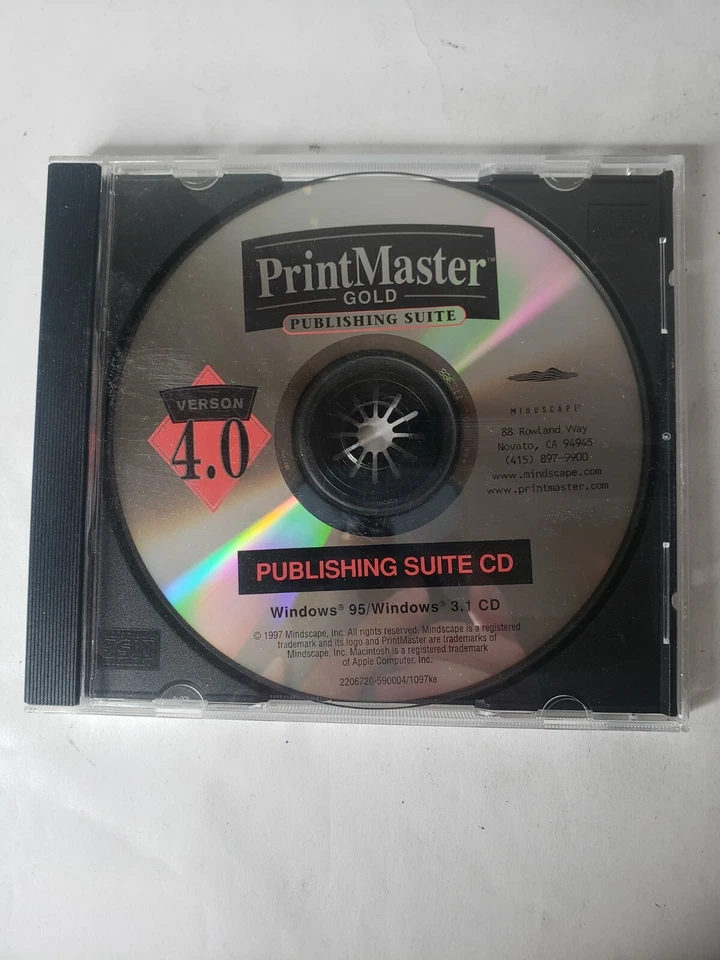 PrintMaster™
GOLD
PUBLISHING SUITE
VERSON
4.0
MINDSCAPE®
88 Rowland Way
Novato, CA 94945
(415) 897-9900
www.mindscape.com
www.printmaster.com
PUBLISHING SUITE CD
Windows® 95/Windows® 3.1 CD
© 1997 Mindscape, Inc. All rights reserved. Mindscape is a registered
trademark and its logo and PrintMaster are trademarks of
Mindscape, Inc. Macintosh is a registered trademark
of Apple Computer, Inc.
2206720-590004/1097ke